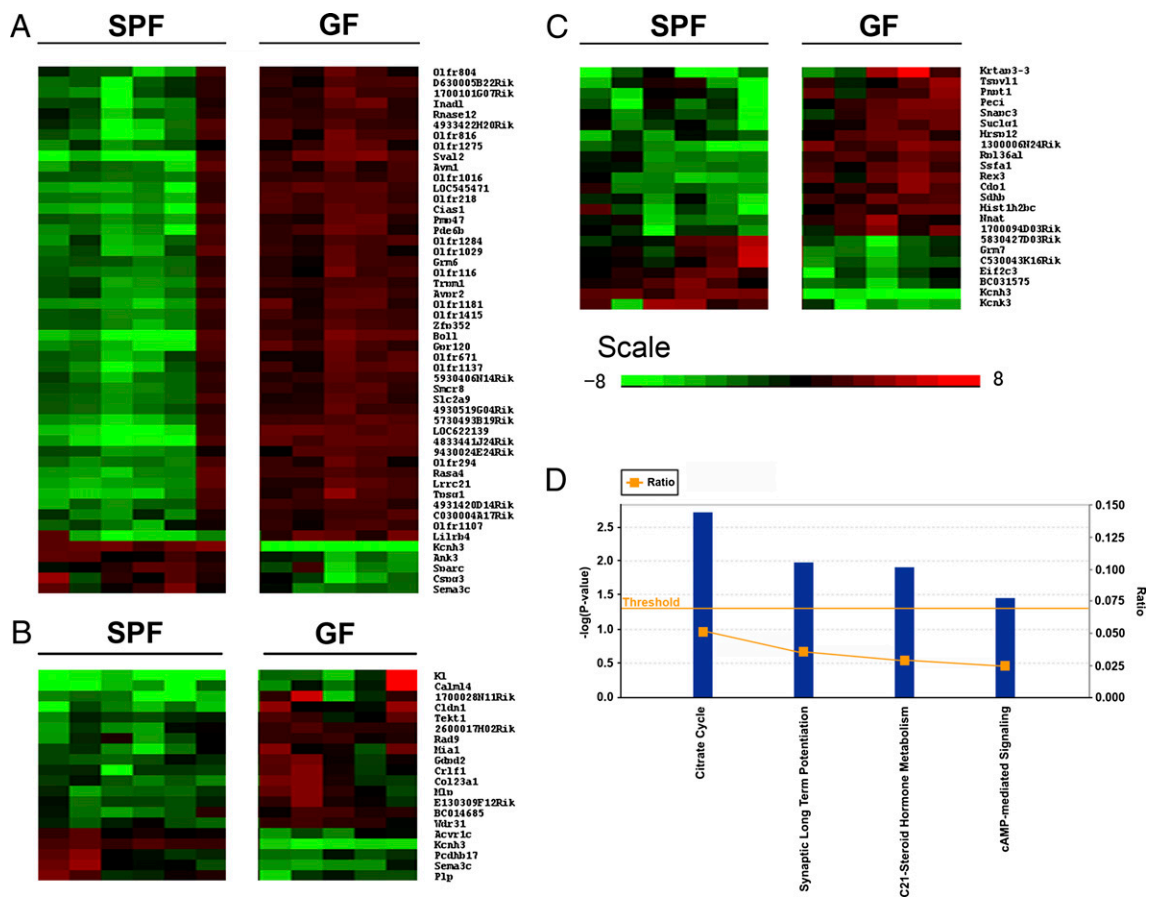 A
SPF
GF
Olfr804
D630005B22Rik
1700101G07Rik
Inadl
Rnase12
4933422H20Rik
Olfr816
Olfr1275
Sval2
Avm1
Olfr1016
LOC545471
Olfr218
Cias1
Pmp47
Pde6b
Olfr1284
Olfr1029
Grm6
Olfr116
Trpm1
Avpr2
Olfr1181
Olfr1415
Zfp352
Boll
Gpr120
Olfr671
Olfr1137
5930406N14Rik
Smcr8
Slc2a9
4930519G04Rik
5730493B19Rik
LOC622139
4833441J24Rik
9430024E24Rik
Olfr294
Rasa4
Lrrc21
Tpsg1
4931420D14Rik
C030004A17Rik
Olfr1107
Lilrb4
Kcnh3
Ank3
Sparc
Cspg3
Sema3c
B
SPF
GF
Kl
Calml4
1700028N11Rik
Cldn1
Tekt1
2600017H02Rik
Rad9
Mia1
Gdpd2
Crlf1
Col23a1
Mlp
E130309F12Rik
BC014685
Wdr31
Acvr1c
Kcnh3
Pcdhb17
Sema3c
Plp
C
SPF
GF
Krtap3-3
Tspyl1
Pnpt1
Peci
Snapc3
Suclg1
Hrsp12
1300006N24Rik
Rpl36al
Ssfa1
Rex3
Cdo1
Sdhb
Hist1h2bc
Nnat
1700094D03Rik
5830427D03Rik
Grm7
C530043K16Rik
Eif2c3
BC031575
Kcnh3
Kcnk3
Scale
−8
8
D
Ratio
-log(P-value)
2.5
2.0
1.5
1.0
0.5
0.0
Threshold
0.150
0.125
0.100
0.075
0.050
0.025
0.000
Ratio
Citrate Cycle
Synaptic Long Term Potentiation
C21-Steroid Hormone Metabolism
cAMP-mediated Signaling